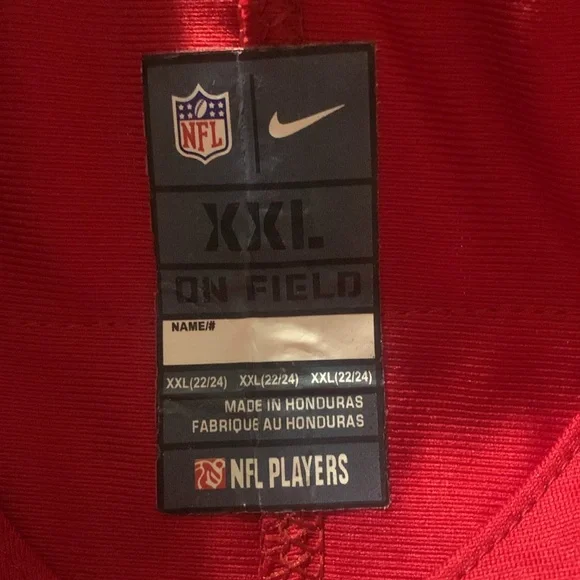 NFL
XXL
ON FIELD
NAME/#
XXL(22/24) XXL(22/24) XXL(22/24)
MADE IN HONDURAS
FABRIQUE AU HONDURAS
NFL PLAYERS